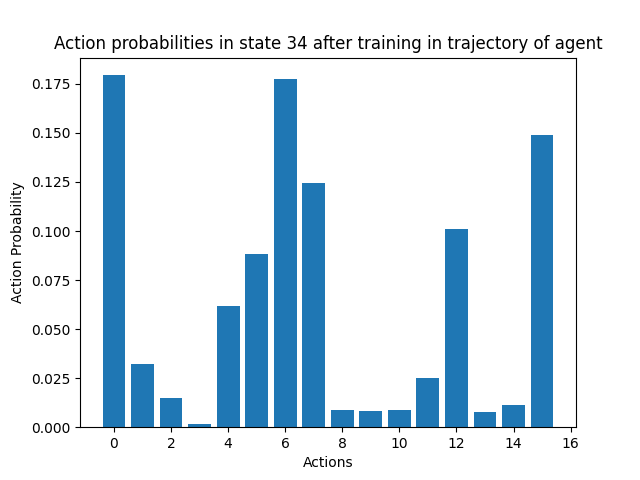 Action probabilities in state 34 after training in trajectory of agent
0.175
0.150
0.125
0.100
0.075
0.050
0.025
0.000
Action Probability
0 2 4 6 8 10 12 14 16
Actions